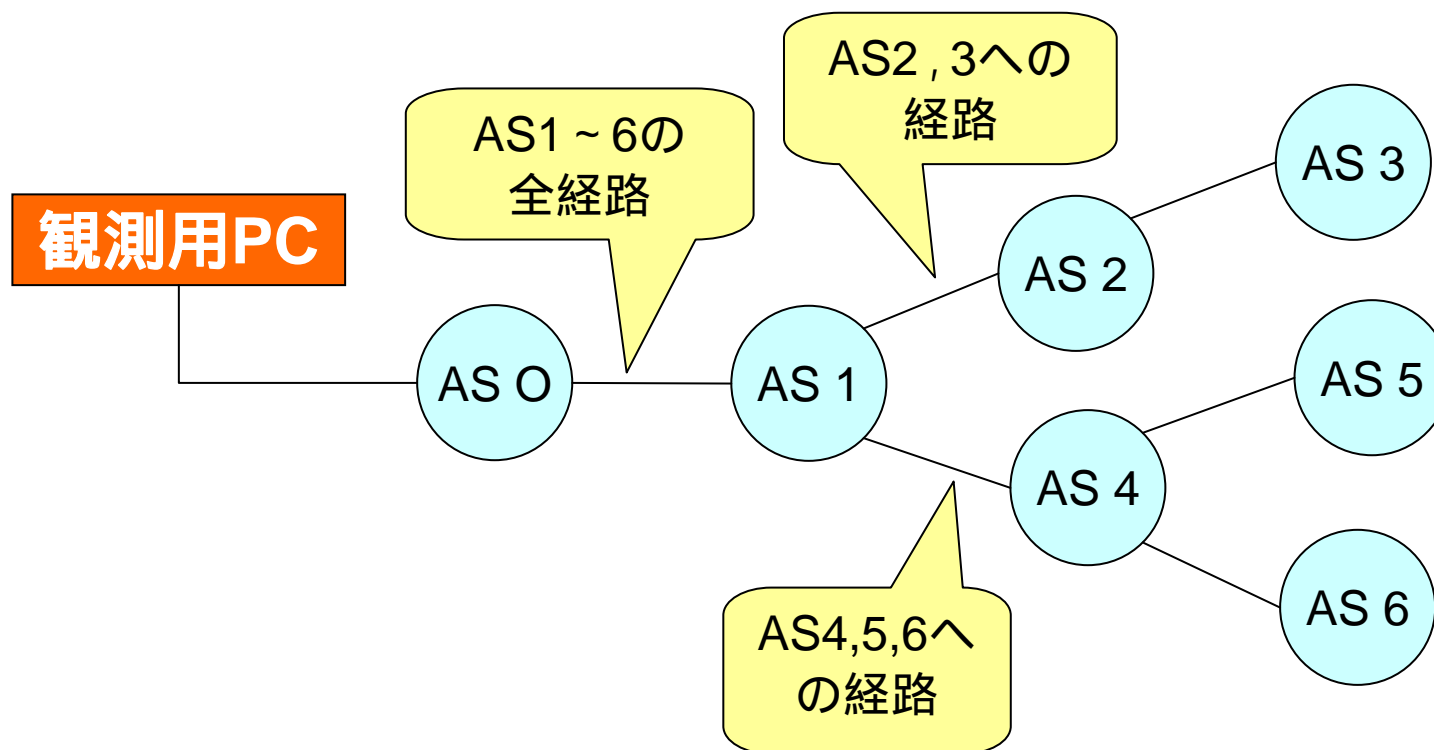 AS2 , 3への
経路
AS1 ~ 6の
全経路
AS 3
観測用PC
AS 2
AS O
AS 1
AS 5
AS 4
AS 6
AS4,5,6へ
の経路